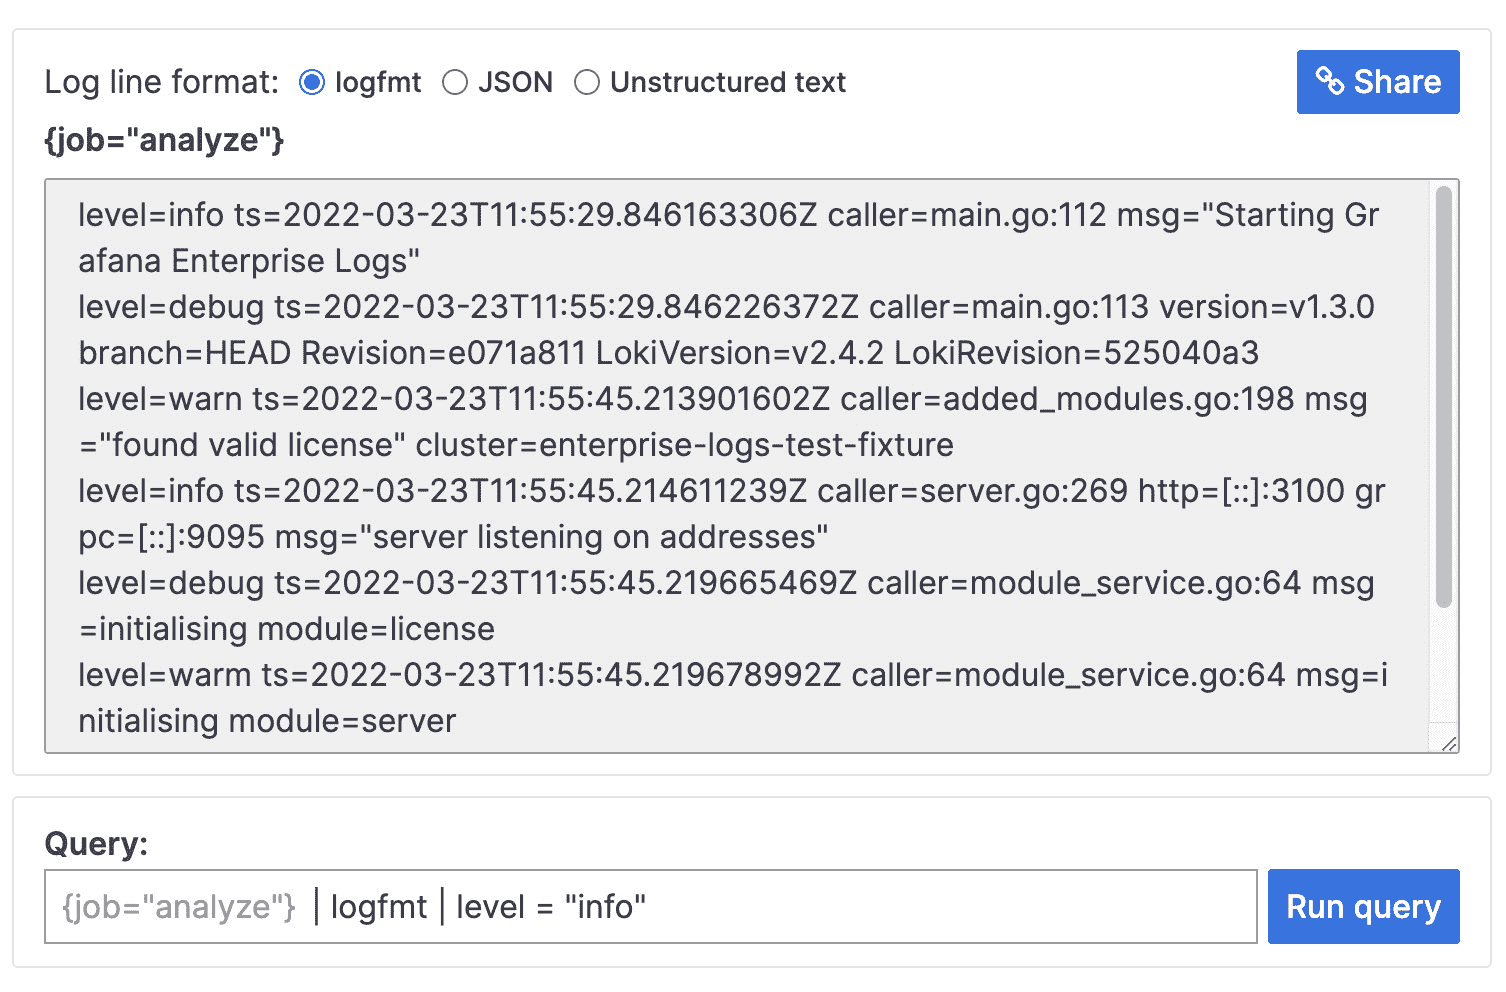 Log line format: logfmt JSON Unstructured text Share
{job="analyze"}
level=info ts=2022-03-23T11:55:29.846163306Z caller=main.go:112 msg="Starting Gr
afana Enterprise Logs"
level=debug ts=2022-03-23T11:55:29.846226372Z caller=main.go:113 version=v1.3.0
branch=HEAD Revision=e071a811 LokiVersion=v2.4.2 LokiRevision=525040a3
level=warn ts=2022-03-23T11:55:45.213901602Z caller=added_modules.go:198 msg
="found valid license" cluster=enterprise-logs-test-fixture
level=info ts=2022-03-23T11:55:45.214611239Z caller=server.go:269 http=[::]:3100 gr
pc=[::]:9095 msg="server listening on addresses"
level=debug ts=2022-03-23T11:55:45.219665469Z caller=module_service.go:64 msg
=initialising module=license
level=warm ts=2022-03-23T11:55:45.219678992Z caller=module_service.go:64 msg=i
nitialising module=server
Query:
{job="analyze"} | logfmt | level = "info" Run query